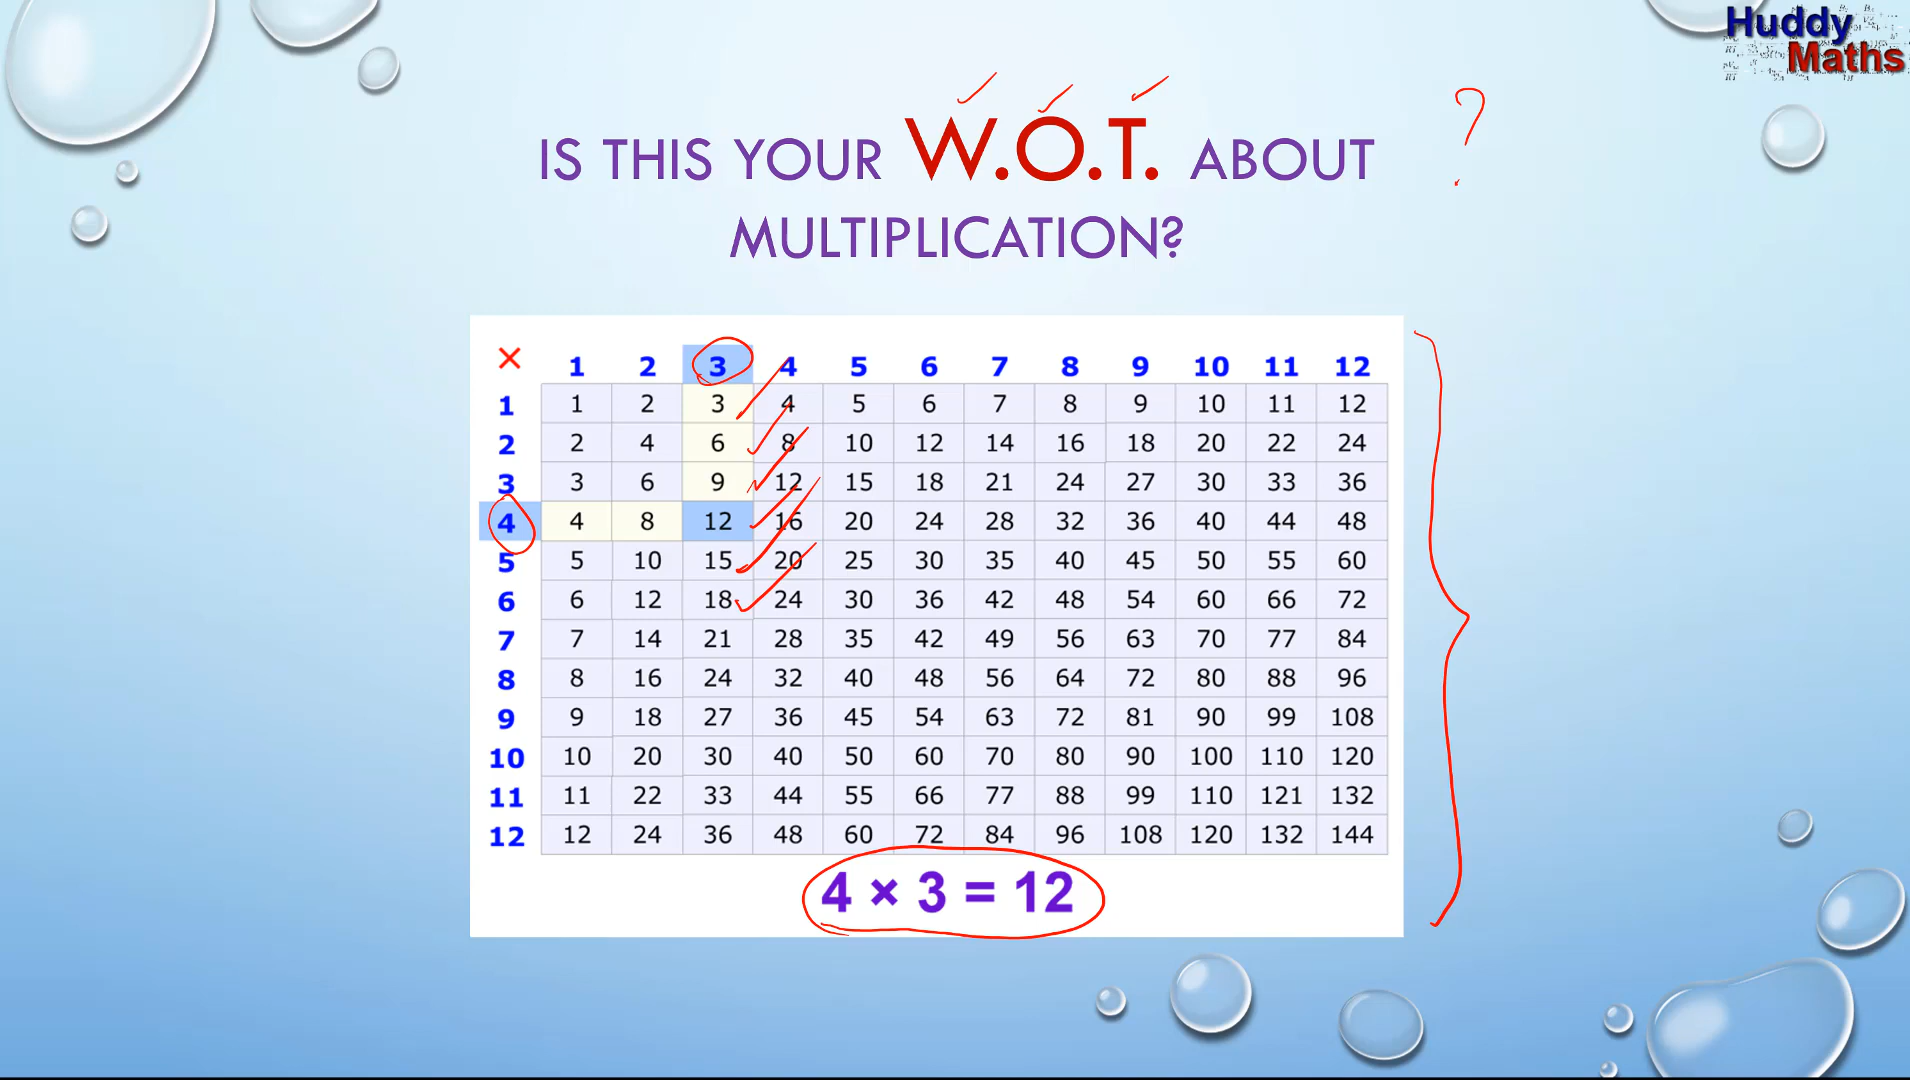 Huddy
Maths
IS THIS YOUR W.O.T. ABOUT ?
MULTIPLICATION?
× 1 2 3 4 5 6 7 8 9 10 11 12
1 1 2 3 4 5 6 7 8 9 10 11 12
2 2 4 6 8 10 12 14 16 18 20 22 24
3 3 6 9 12 15 18 21 24 27 30 33 36
4 4 8 12 16 20 24 28 32 36 40 44 48
5 5 10 15 20 25 30 35 40 45 50 55 60
6 6 12 18 24 30 36 42 48 54 60 66 72
7 7 14 21 28 35 42 49 56 63 70 77 84
8 8 16 24 32 40 48 56 64 72 80 88 96
9 9 18 27 36 45 54 63 72 81 90 99 108
10 10 20 30 40 50 60 70 80 90 100 110 120
11 11 22 33 44 55 66 77 88 99 110 121 132
12 12 24 36 48 60 72 84 96 108 120 132 144
4 × 3 = 12